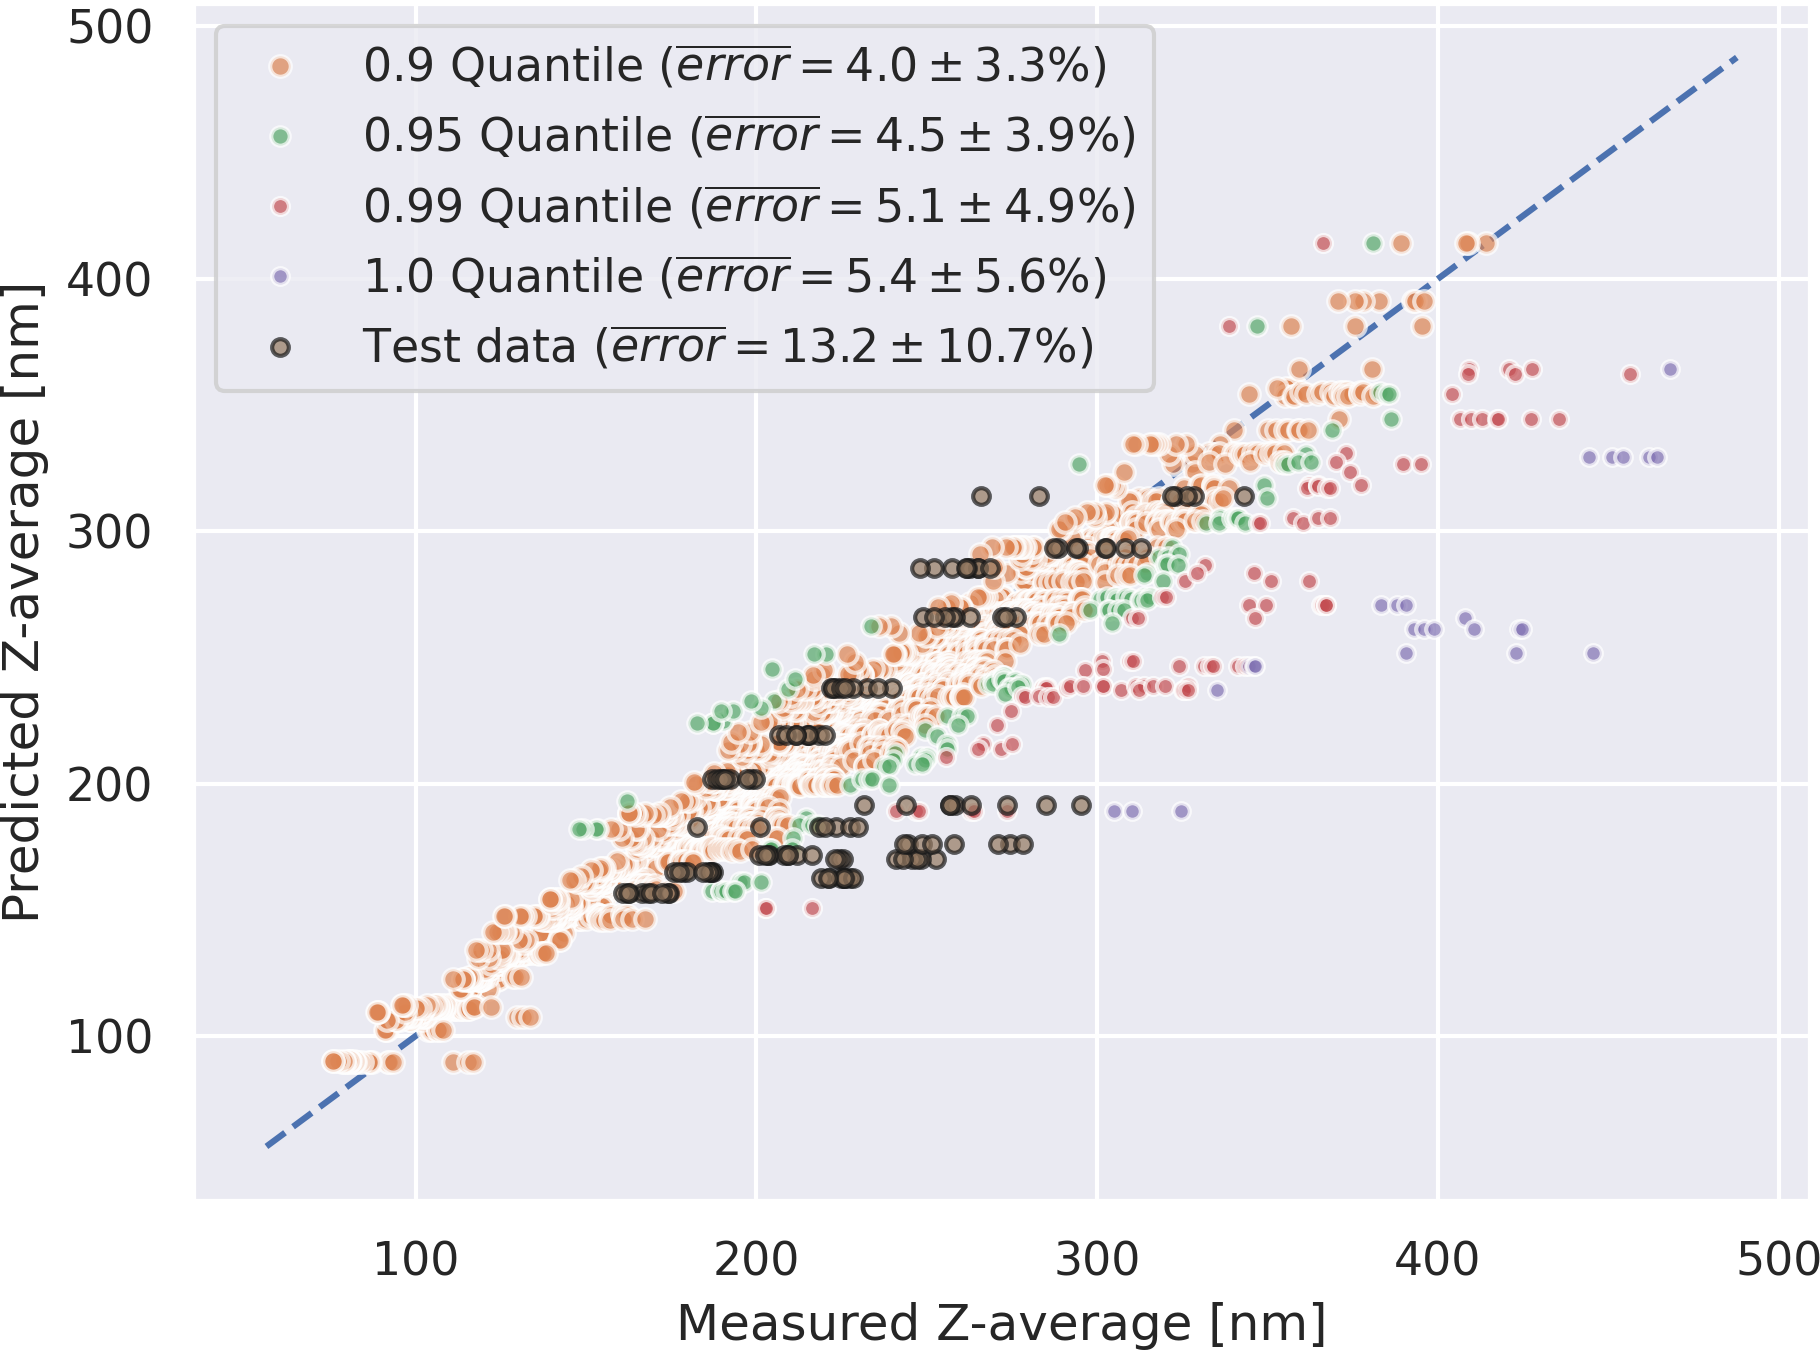 500
400
300
200
100
Predicted Z-average [nm]
0.9 Quantile (error = 4.0 ± 3.3%)
0.95 Quantile (error = 4.5 ± 3.9%)
0.99 Quantile (error = 5.1 ± 4.9%)
1.0 Quantile (error = 5.4 ± 5.6%)
Test data (error = 13.2 ± 10.7%)
100 200 300 400 500
Measured Z-average [nm]